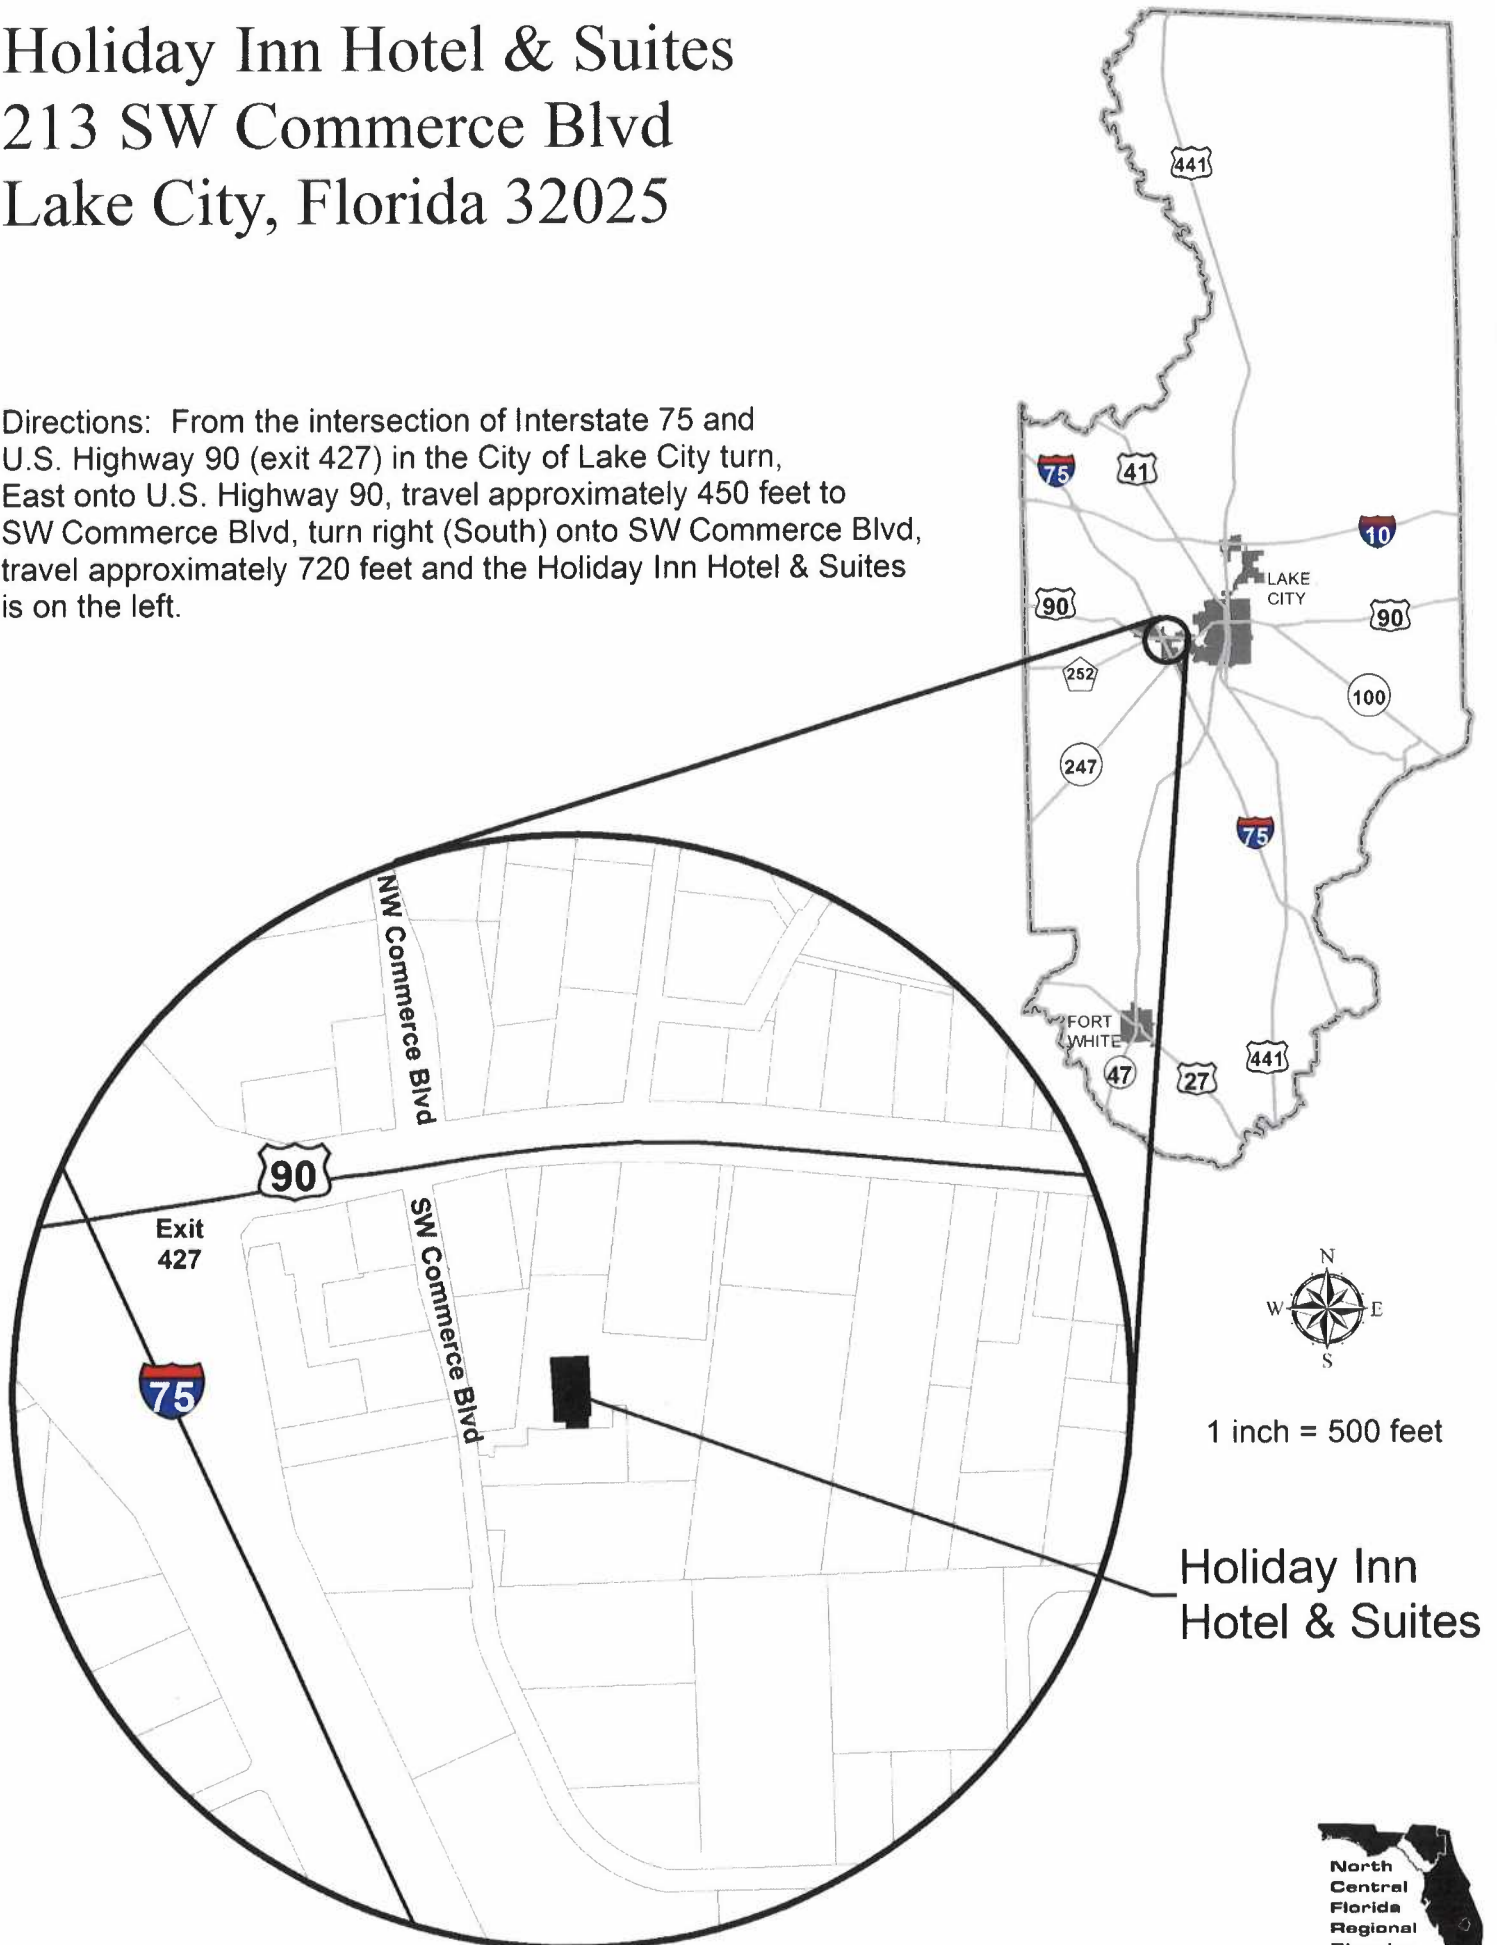 Holiday Inn Hotel & Suites
213 SW Commerce Blvd
Lake City, Florida 32025
Directions: From the intersection of Interstate 75 and
U.S. Highway 90 (exit 427) in the City of Lake City turn,
East onto U.S. Highway 90, travel approximately 450 feet to
SW Commerce Blvd, turn right (South) onto SW Commerce Blvd,
travel approximately 720 feet and the Holiday Inn Hotel & Suites
is on the left.
441
75
41
10
LAKE
CITY
90
90
252
100
247
75
FORT
WHITE
47
27
441
NW Commerce Blvd
90
Exit
427
SW Commerce Blvd
75
N
W
E
S
1 inch = 500 feet
Holiday Inn
Hotel & Suites
North
Central
Florida
Regional